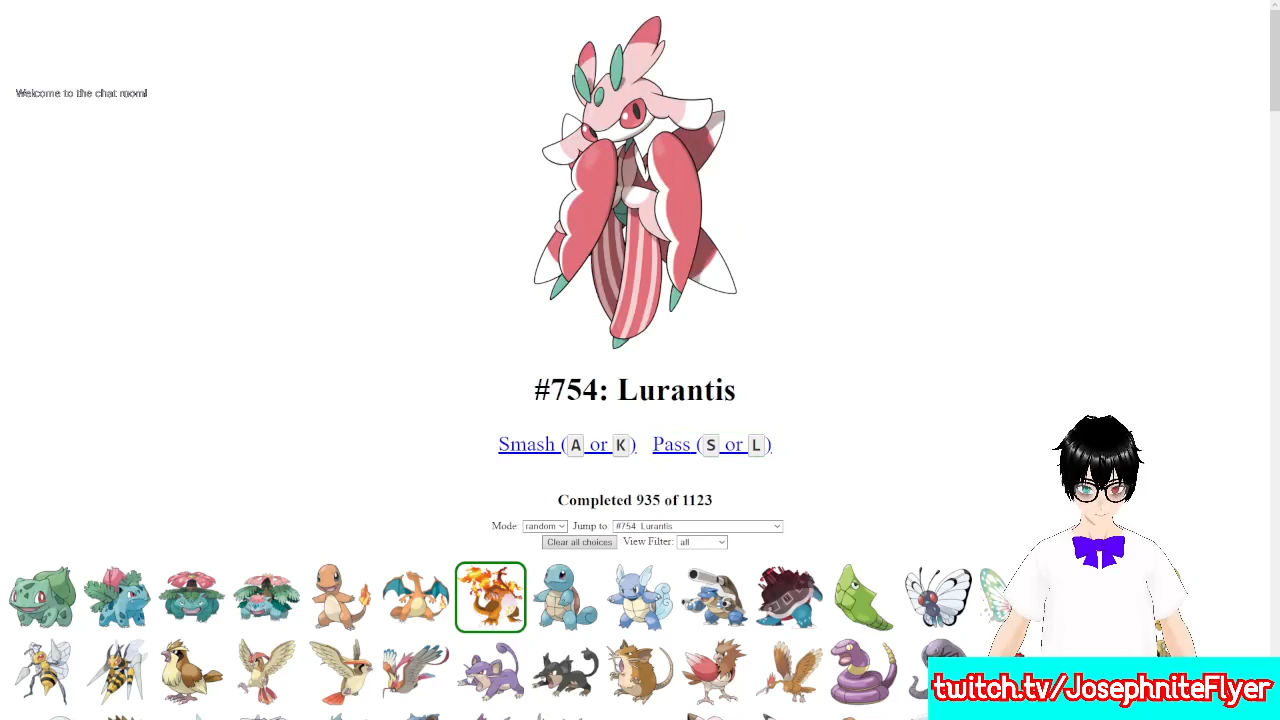 Welcome to the chat room!
#754: Lurantis
Smash (A or K) Pass (S or L)
Completed 935 of 1123
Mode: random Jump to: #754 Lurantis
Clear all choices View Filter: all
twitch.tv/JosephniteFlyer